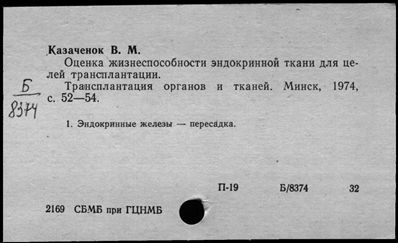 Казаченок В. М.
Оценка жизнеспособности эндокринной ткани для це-
лей трансплантации.
Трансплантация органов и тканей. Минск, 1974,
с. 52—54.
Б
8374
1. Эндокринные железы — пересадка.
П-19 Б/8374 32
2169 СБМБ при ГЦНМБ